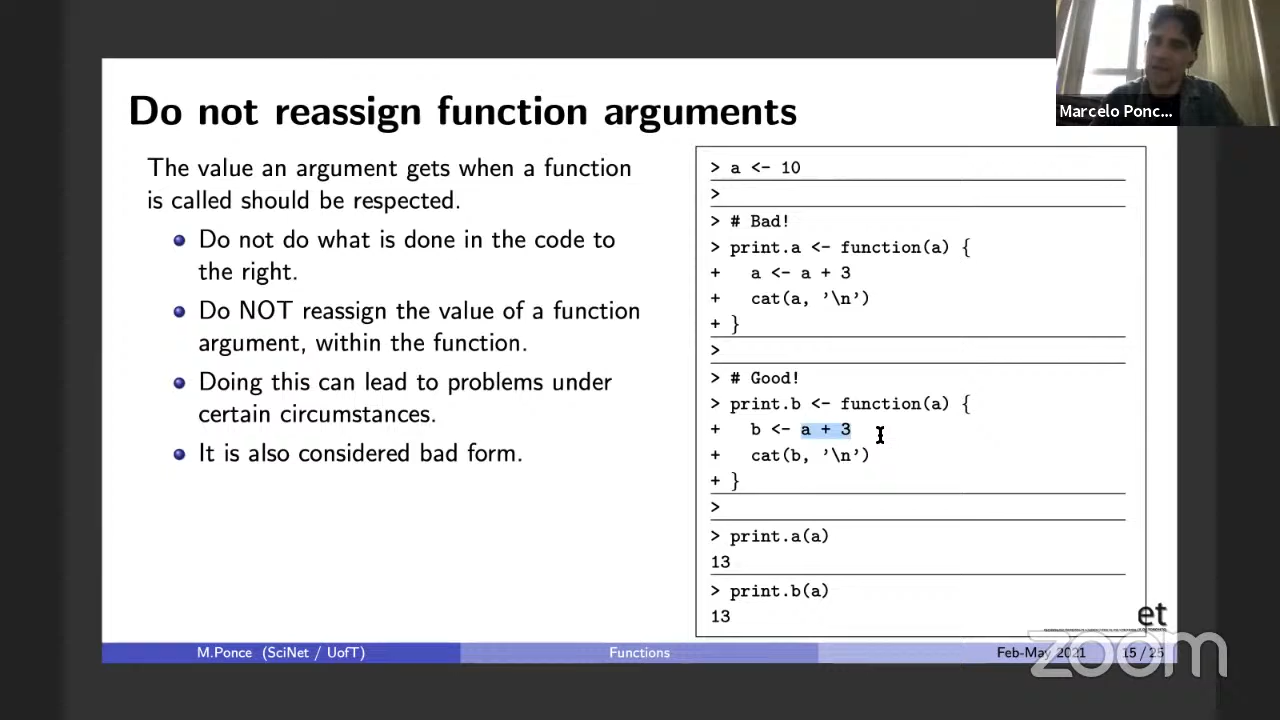 Marcelo Ponc...
Do not reassign function arguments
The value an argument gets when a function
is called should be respected.
Do not do what is done in the code to
the right.
Do NOT reassign the value of a function
argument, within the function.
Doing this can lead to problems under
certain circumstances.
It is also considered bad form.
> a <- 10
>
> # Bad!
> print.a <- function(a) {
+   a <- a + 3
+   cat(a, '\n')
+ }
>
> # Good!
> print.b <- function(a) {
+   b <- a + 3
+   cat(b, '\n')
+ }
>
> print.a(a)
13
> print.b(a)
13
et
zoom
M.Ponce (SciNet / UofT)
Functions
Feb-May 2021
15 / 25